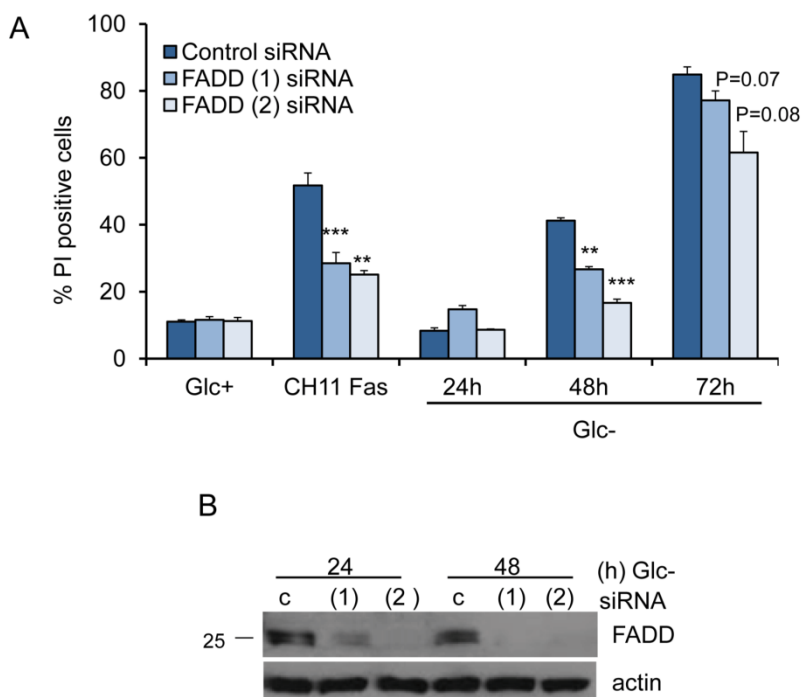 A
% PI positive cells
100
80
60
40
20
0
Control siRNA
FADD (1) siRNA
FADD (2) siRNA
P=0.07
P=0.08
*** **
** ***
Glc+ CH11 Fas 24h 48h 72h
Glc-
B
24 48 (h) Glc-
c (1) (2 ) c (1) (2) siRNA
25 FADD
actin